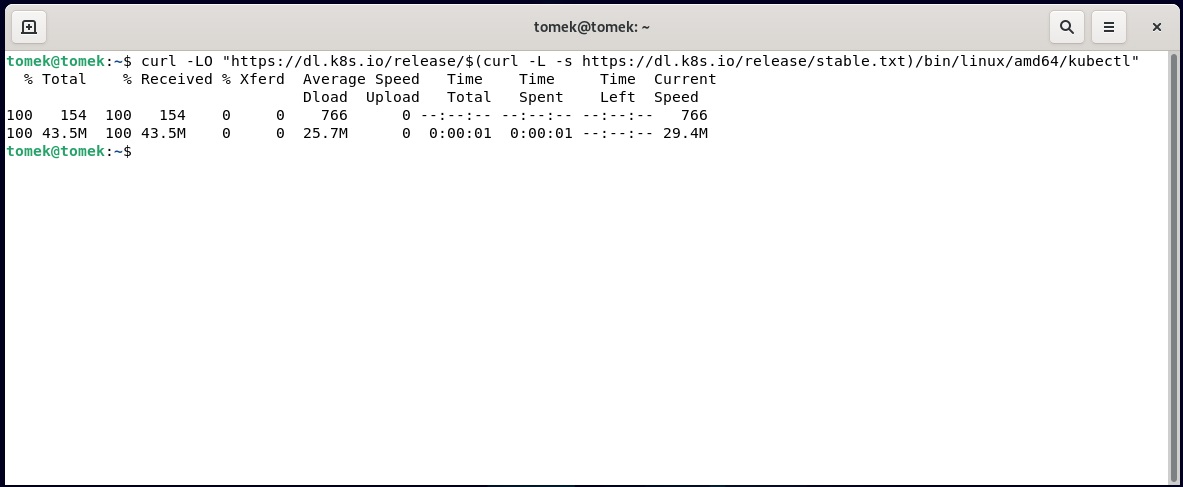 tomek@tomek: ~
tomek@tomek:~$ curl -LO "https://dl.k8s.io/release/$(curl -L -s https://dl.k8s.io/release/stable.txt)/bin/linux/amd64/kubectl"
  % Total    % Received % Xferd  Average Speed   Time    Time     Time  Current
                                 Dload  Upload   Total   Spent    Left  Speed
100   154  100   154    0     0    766      0 --:--:-- --:--:-- --:--:--   766
100 43.5M  100 43.5M    0     0  25.7M      0  0:00:01  0:00:01 --:--:-- 29.4M
tomek@tomek:~$